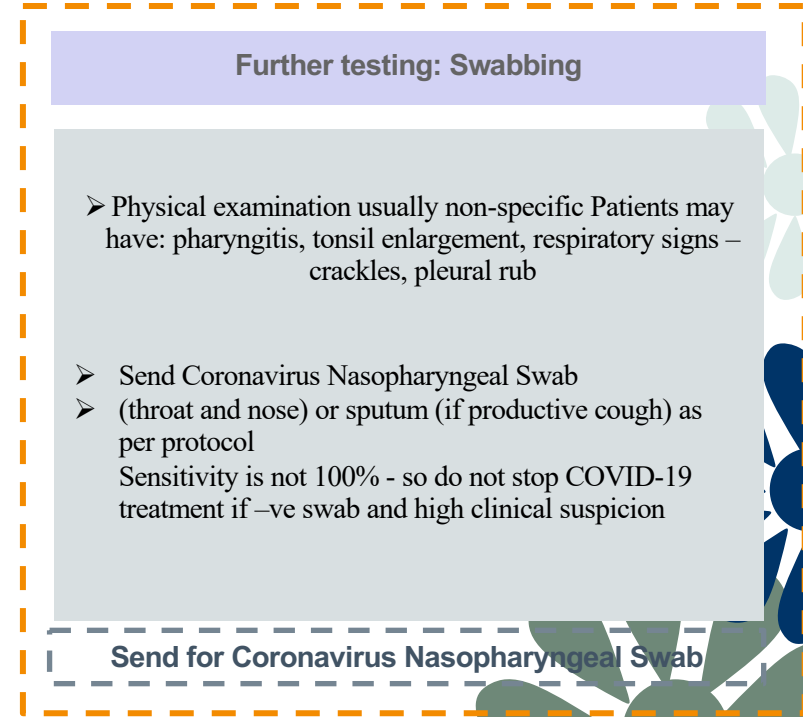 Further testing: Swabbing
➢ Physical examination usually non-specific Patients may
have: pharyngitis, tonsil enlargement, respiratory signs –
crackles, pleural rub
➢ Send Coronavirus Nasopharyngeal Swab
➢ (throat and nose) or sputum (if productive cough) as
per protocol
Sensitivity is not 100% - so do not stop COVID-19
treatment if –ve swab and high clinical suspicion
Send for Coronavirus Nasopharyngeal Swab